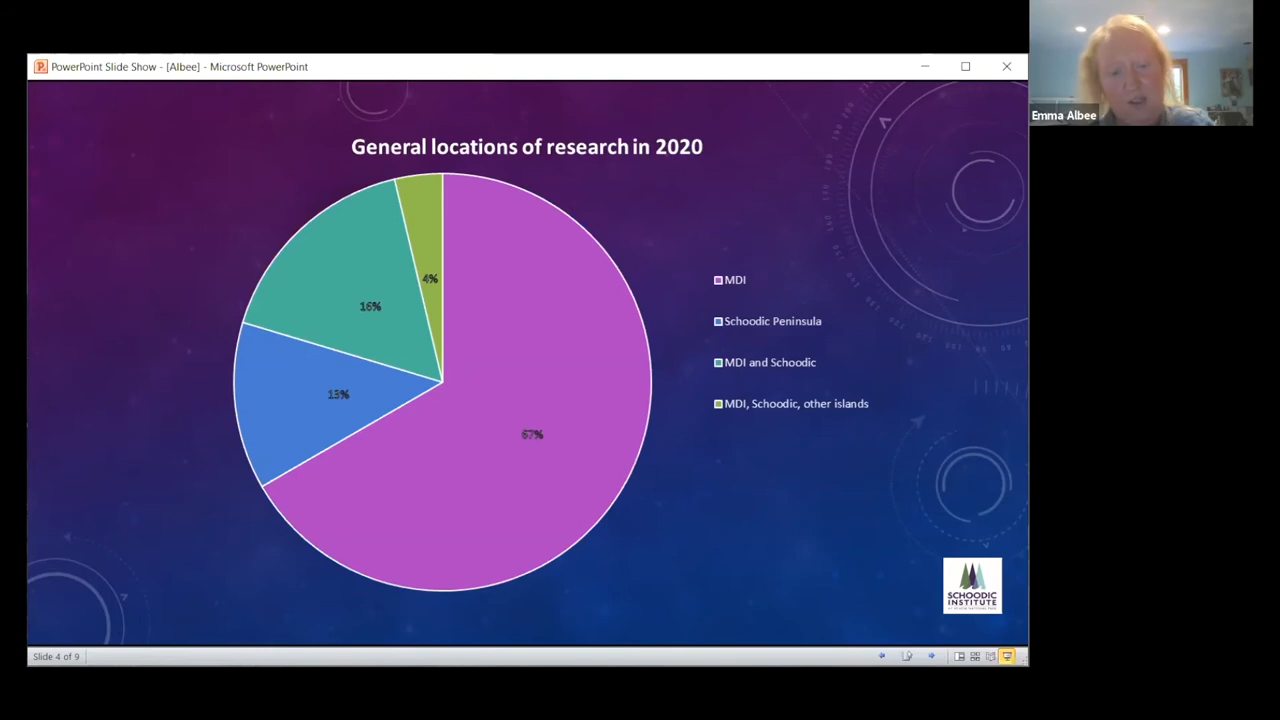 PowerPoint Slide Show - [Albee] - Microsoft PowerPoint
Emma Albee
General locations of research in 2020
4%
16%
13%
67%
MDI
Schoodic Peninsula
MDI and Schoodic
MDI, Schoodic, other islands
SCHOODIC
INSTITUTE
Slide 4 of 9